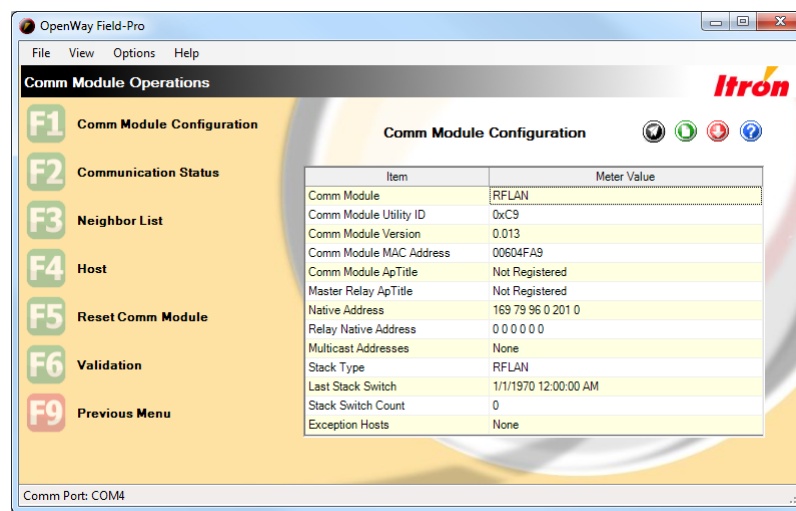 OpenWay Field-Pro
File View Options Help
Comm Module Operations
Itron
F1 Comm Module Configuration
F2 Communication Status
F3 Neighbor List
F4 Host
F5 Reset Comm Module
F6 Validation
F9 Previous Menu
Comm Module Configuration
?
Item Meter Value
Comm Module RFLAN
Comm Module Utility ID 0xC9
Comm Module Version 0.013
Comm Module MAC Address 00604FA9
Comm Module ApTitle Not Registered
Master Relay ApTitle Not Registered
Native Address 169 79 96 0 201 0
Relay Native Address 0 0 0 0 0 0
Multicast Addresses None
Stack Type RFLAN
Last Stack Switch 1/1/1970 12:00:00 AM
Stack Switch Count 0
Exception Hosts None
Comm Port: COM4